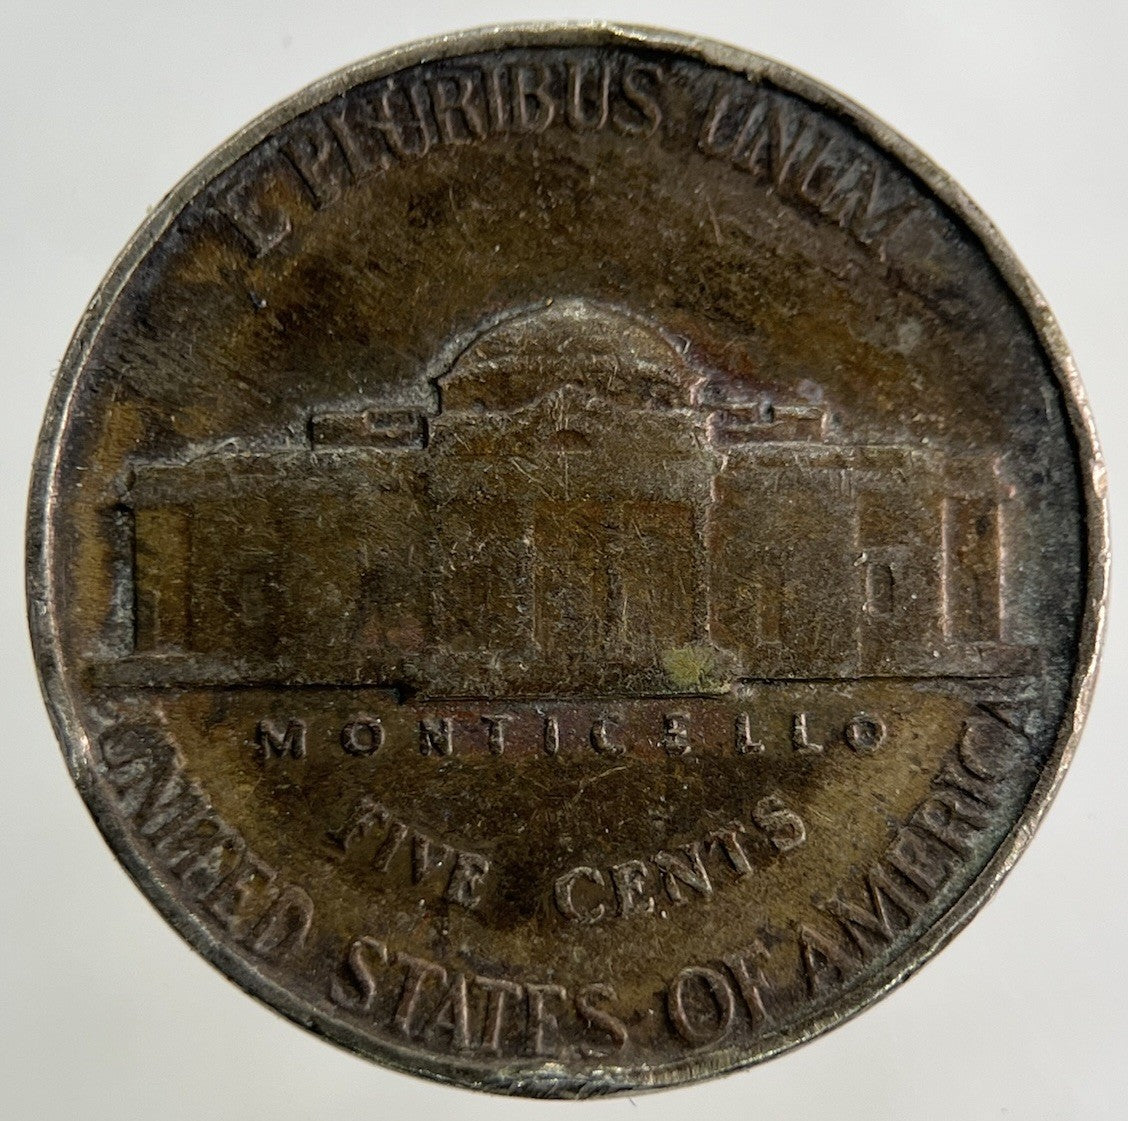 E PLURIBUS UNUM
MONTICELLO
FIVE CENTS
UNITED STATES OF AMERICA